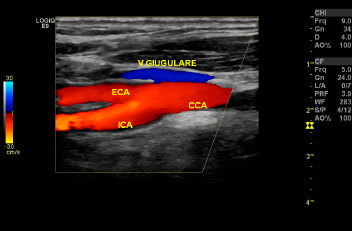 LOGIQ
E9
CHI
Frq 9.0
Gn 34
D 4.0
AO% 100
CF
Frq 5.0
Gn 24.0
L/A 0/7
PRF 3.9
WF 283
S/P 4/12
AO% 100
30
-30
cm/s
V.GIUGULARE
ECA
CCA
ICA
2
3
4